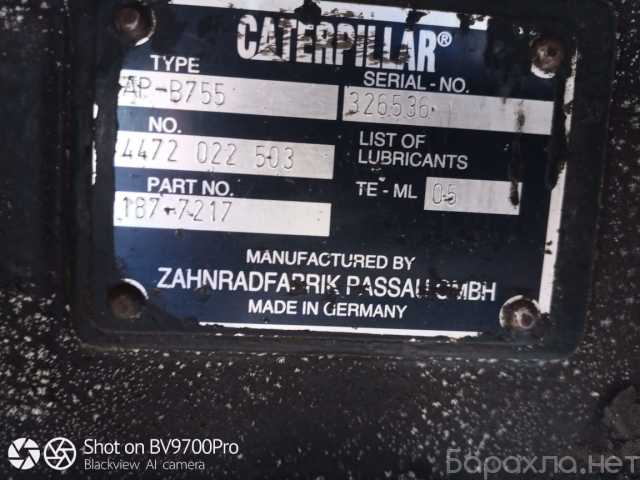 CATERPILLAR®
TYPE
AP-B755
SERIAL-NO.
326536
NO.
4472 022 503
LIST OF
LUBRICANTS
PART NO.
187-7217
TE-ML 05
MANUFACTURED BY
ZAHNRADFABRIK PASSAU GMBH
MADE IN GERMANY
Shot on BV9700Pro
Blackview AI camera
Барахла.нет